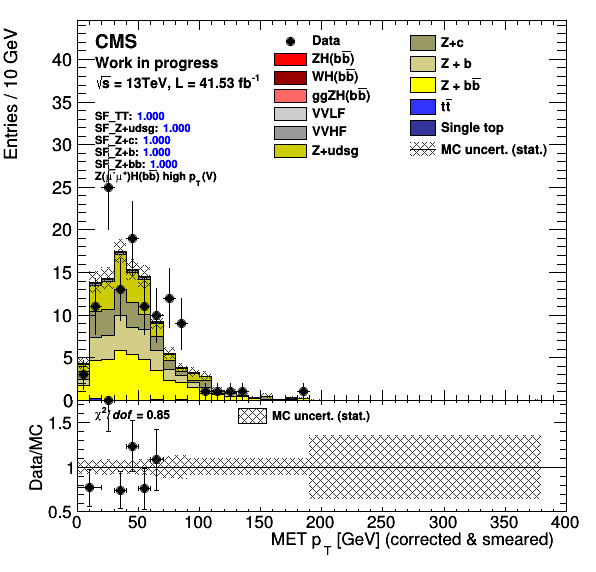 Entries / 10 GeV
CMS
Work in progress
√s = 13TeV, L = 41.53 fb⁻¹
SF_TT: 1.000
SF_Z+udsg: 1.000
SF_Z+c: 1.000
SF_Z+b: 1.000
SF_Z+bb: 1.000
Z(μ⁻μ⁺)H(bb̅) high p_T(V)
Data
ZH(bb̅)
WH(bb̅)
ggZH(bb̅)
VVLF
VVHF
Z+udsg
Z+c
Z + b
Z + bb̅
tt̅
Single top
MC uncert. (stat.)
40
35
30
25
20
15
10
5
0
χ²/dof = 0.85
MC uncert. (stat.)
Data/MC
1.5
1
0.5
0 50 100 150 200 250 300 350 400
MET p_T [GeV] (corrected & smeared)